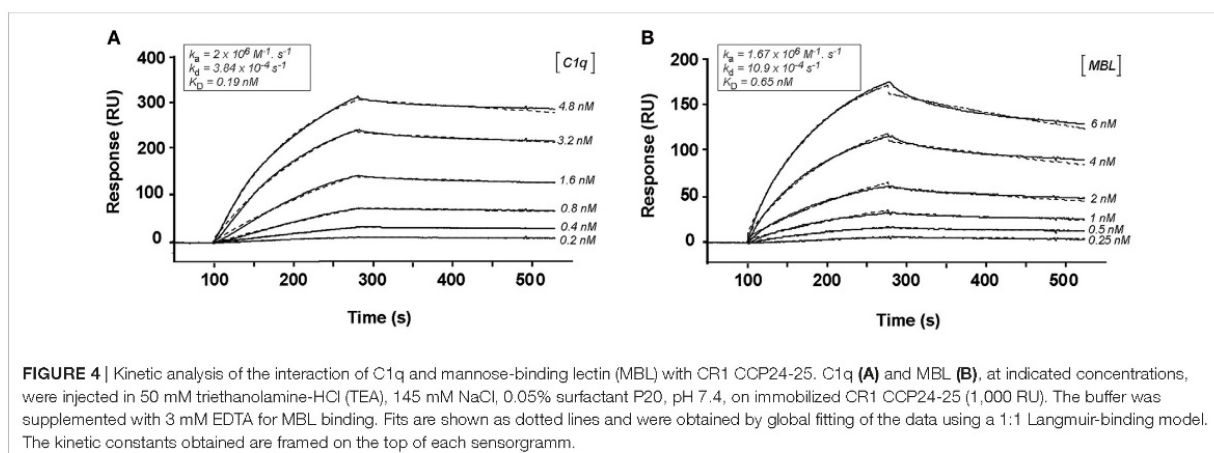 A
400
300
200
100
0
Response (RU)
kₐ = 2 x 10⁶ M⁻¹. s⁻¹
k_d = 3.84 x 10⁻⁴ s⁻¹
K_D = 0.19 nM
[C1q]
4.8 nM
3.2 nM
1.6 nM
0.8 nM
0.4 nM
0.2 nM
100 200 300 400 500
Time (s)
B
200
150
100
50
0
Response (RU)
kₐ = 1.67 x 10⁶ M⁻¹. s⁻¹
k_d = 10.9 x 10⁻⁴ s⁻¹
K_D = 0.65 nM
[MBL]
6 nM
4 nM
2 nM
1 nM
0.5 nM
0.25 nM
100 200 300 400 500
Time (s)
FIGURE 4 | Kinetic analysis of the interaction of C1q and mannose-binding lectin (MBL) with CR1 CCP24-25. C1q (A) and MBL (B), at indicated concentrations,
were injected in 50 mM triethanolamine-HCl (TEA), 145 mM NaCl, 0.05% surfactant P20, pH 7.4, on immobilized CR1 CCP24-25 (1,000 RU). The buffer was
supplemented with 3 mM EDTA for MBL binding. Fits are shown as dotted lines and were obtained by global fitting of the data using a 1:1 Langmuir-binding model.
The kinetic constants obtained are framed on the top of each sensorgramm.